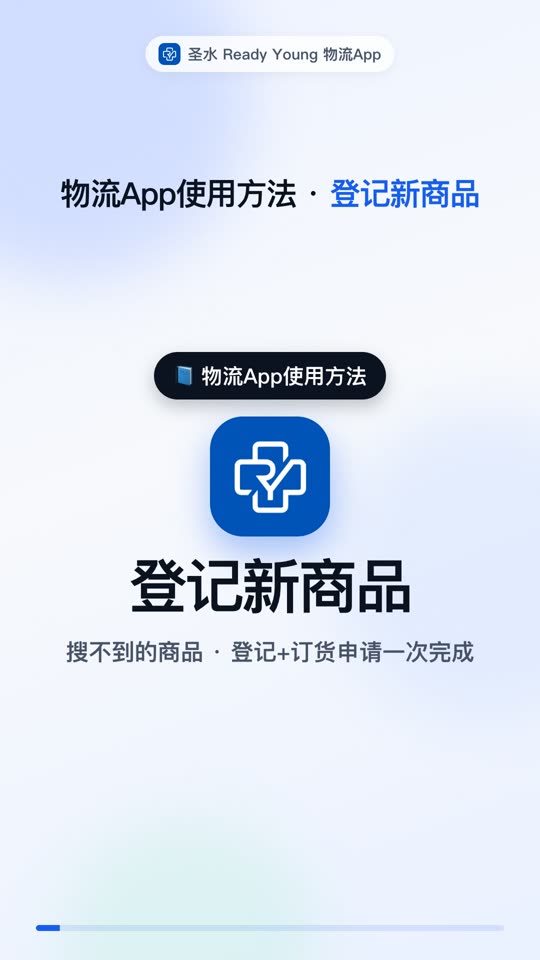 圣水 Ready Young 物流App
物流App使用方法 · 登记新商品
物流App使用方法
RY
登记新商品
搜不到的商品 · 登记+订货申请一次完成